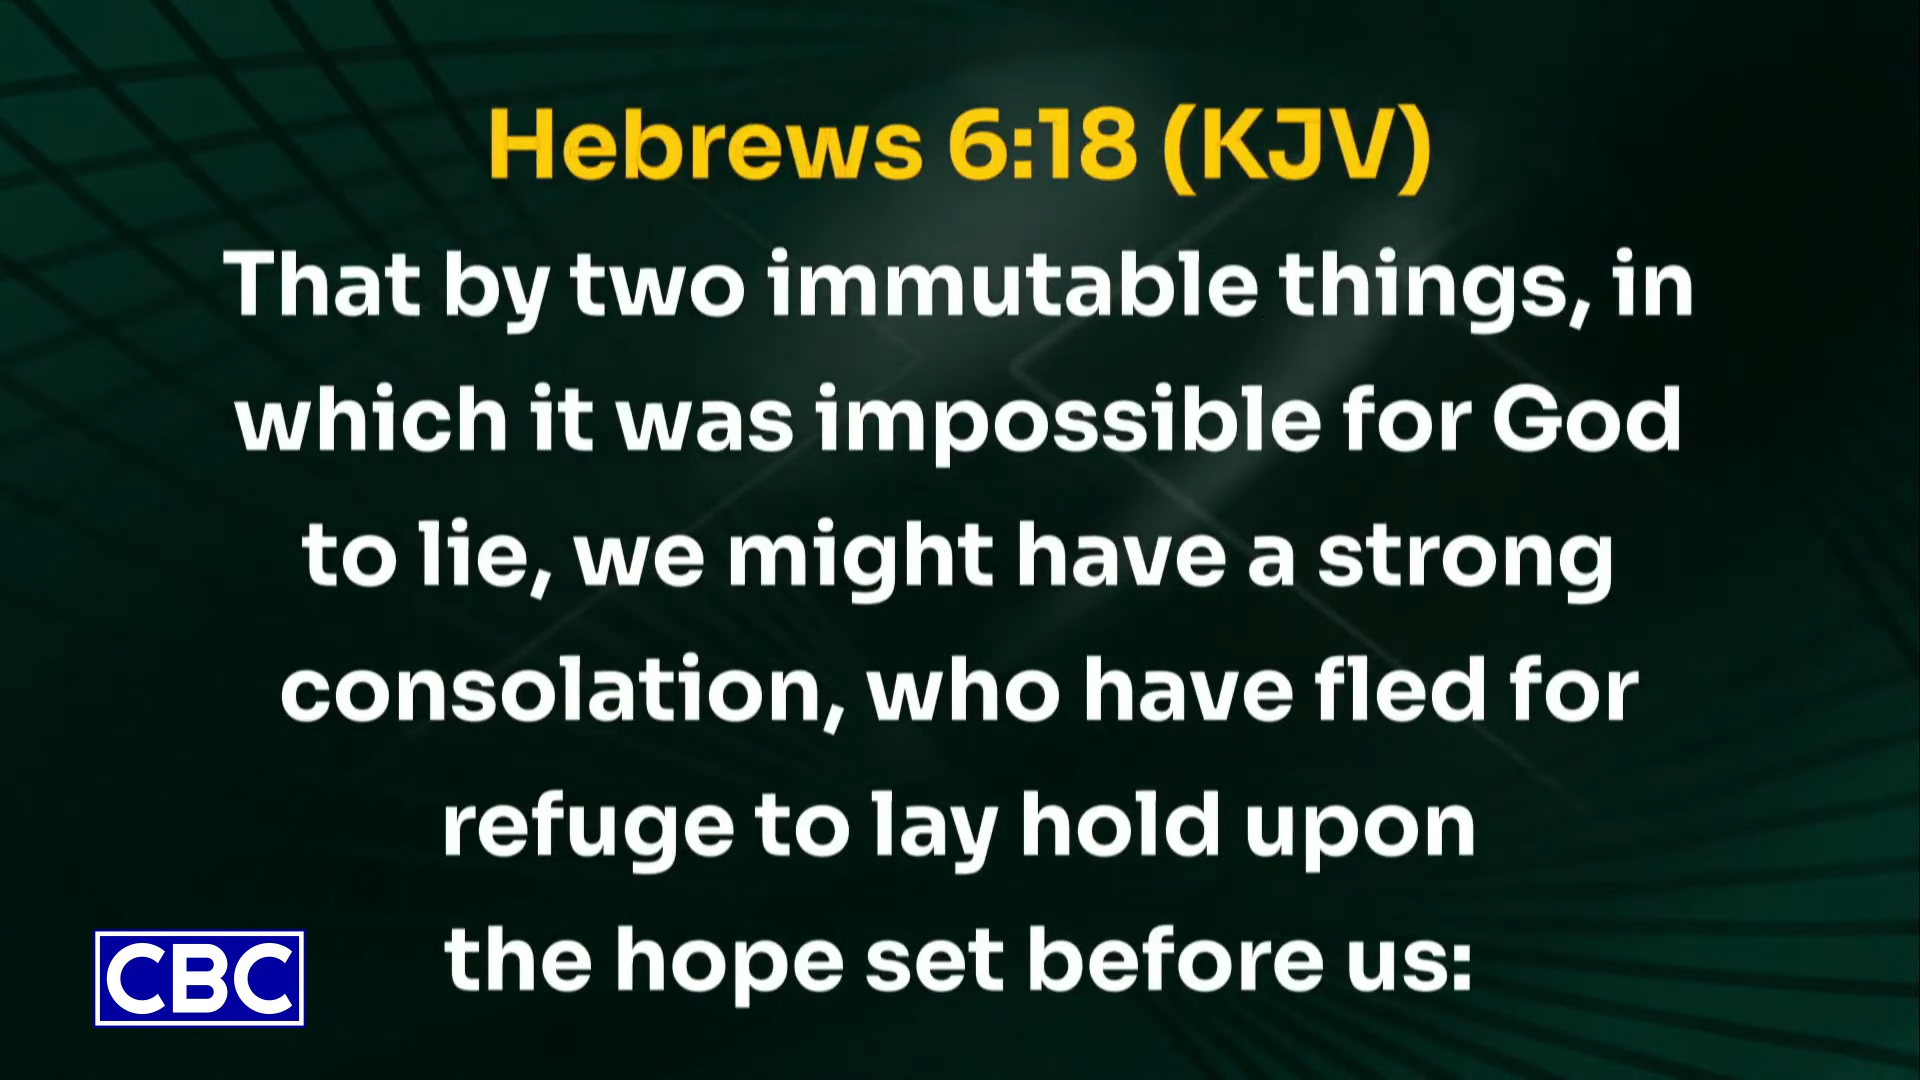 Hebrews 6:18 (KJV)
That by two immutable things, in
which it was impossible for God
to lie, we might have a strong
consolation, who have fled for
refuge to lay hold upon
the hope set before us:
CBC